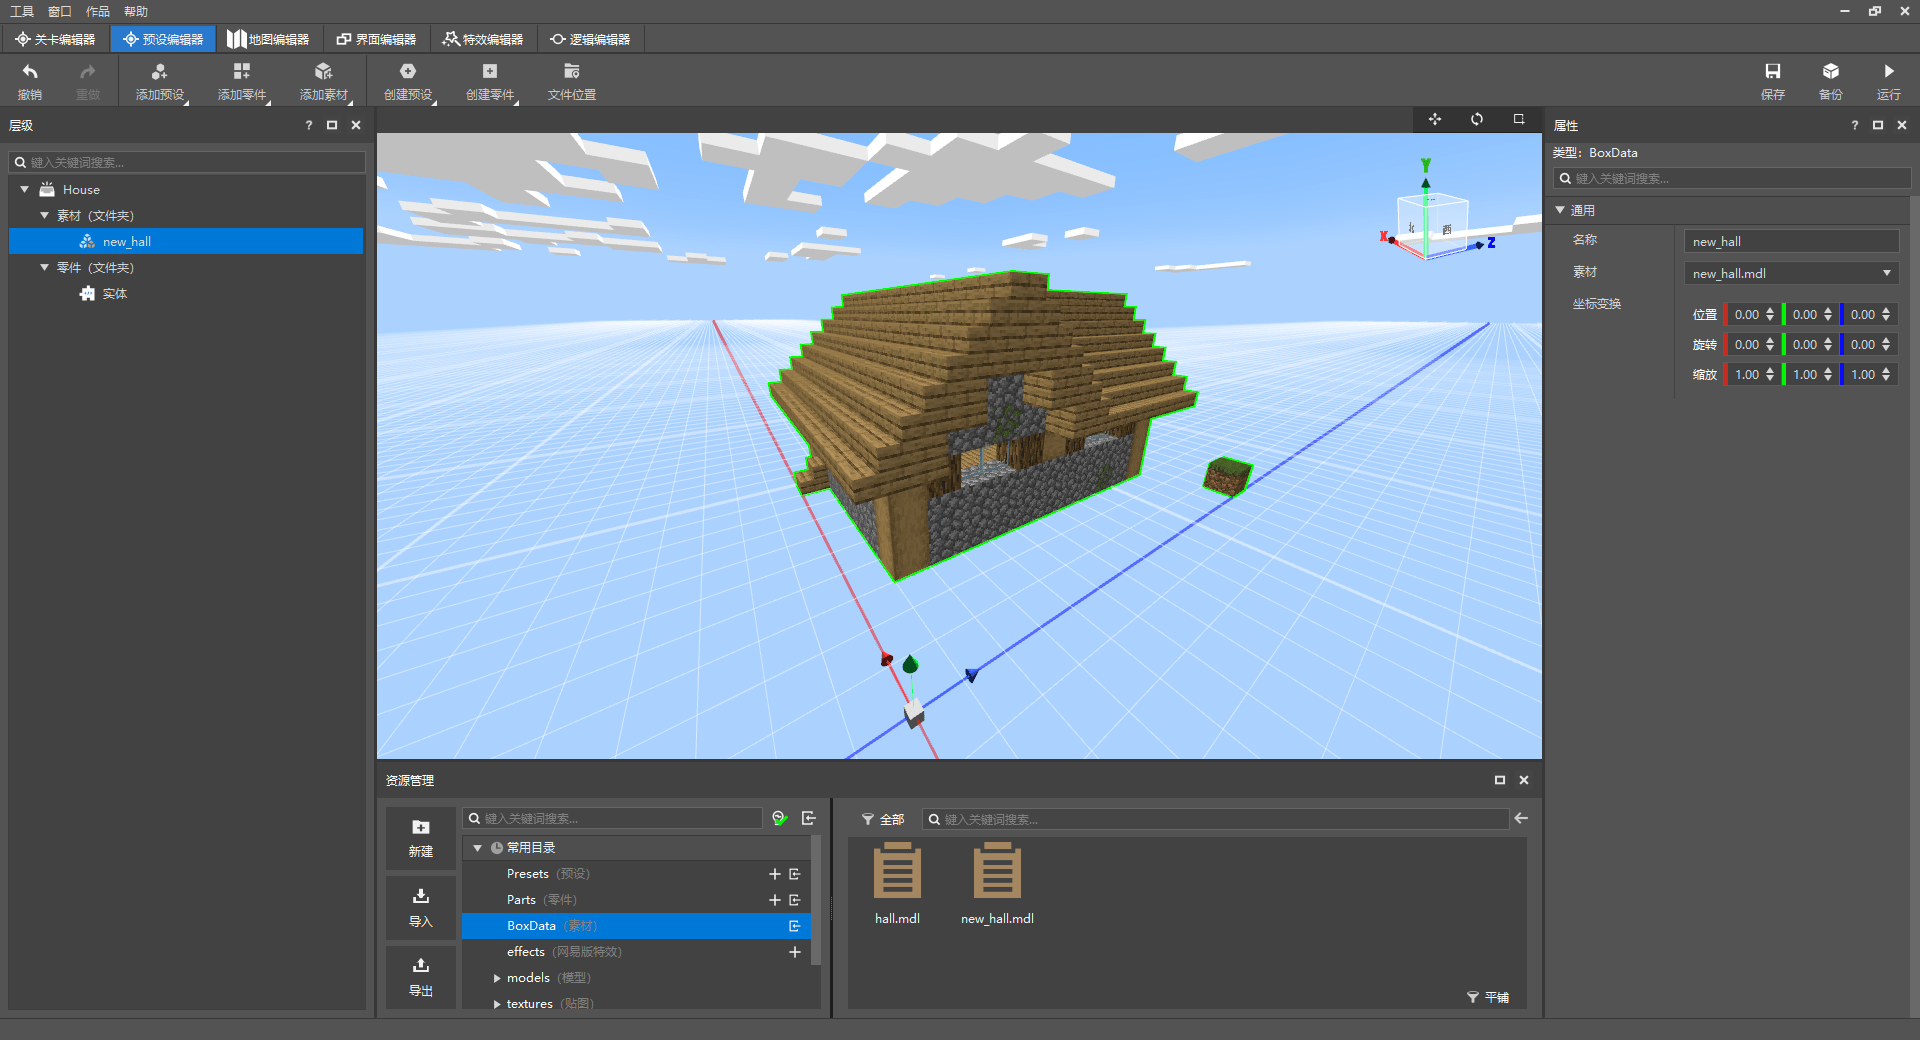 工具 窗口 作品 帮助
关卡编辑器 预设编辑器 地图编辑器 界面编辑器 特效编辑器 逻辑编辑器
撤销 重做 添加预设 添加零件 添加素材 创建预设 创建零件 文件位置 保存 备份 运行
层级 ?
键入关键词搜索...
House
素材 (文件夹)
new_hall
零件 (文件夹)
实体
Y
X
Z
北
西
属性 ?
类型: BoxData
键入关键词搜索...
通用
名称 new_hall
素材 new_hall.mdl
坐标变换
位置 0.00 0.00 0.00
旋转 0.00 0.00 0.00
缩放 1.00 1.00 1.00
资源管理
新建
导入
导出
键入关键词搜索...
常用目录
Presets (预设)
Parts (零件)
BoxData (素材)
effects (网易版特效)
models (模型)
textures (贴图)
全部 键入关键词搜索...
hall.mdl new_hall.mdl
平铺